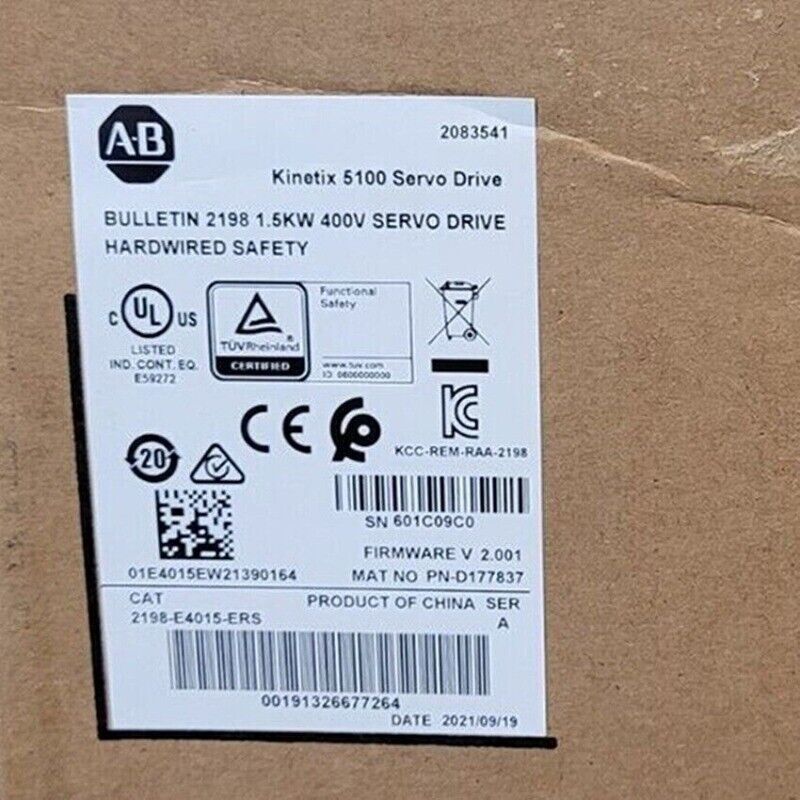 A-B
2083541
Kinetix 5100 Servo Drive
BULLETIN 2198 1.5KW 400V SERVO DRIVE
HARDWIRED SAFETY
C UL US
LISTED
IND. CONT. EQ.
E59272
TÜVRheinland
®
CERTIFIED
Functional
Safety
www.tuv.com
ID 0600000000
CE
KC
KCC-REM-RAA-2198
20
SN 601C09C0
FIRMWARE V 2.001
01E4015EW21390164
MAT NO PN-D177837
CAT
PRODUCT OF CHINA SER
2198-E4015-ERS
A
00191326677264
DATE 2021/09/19